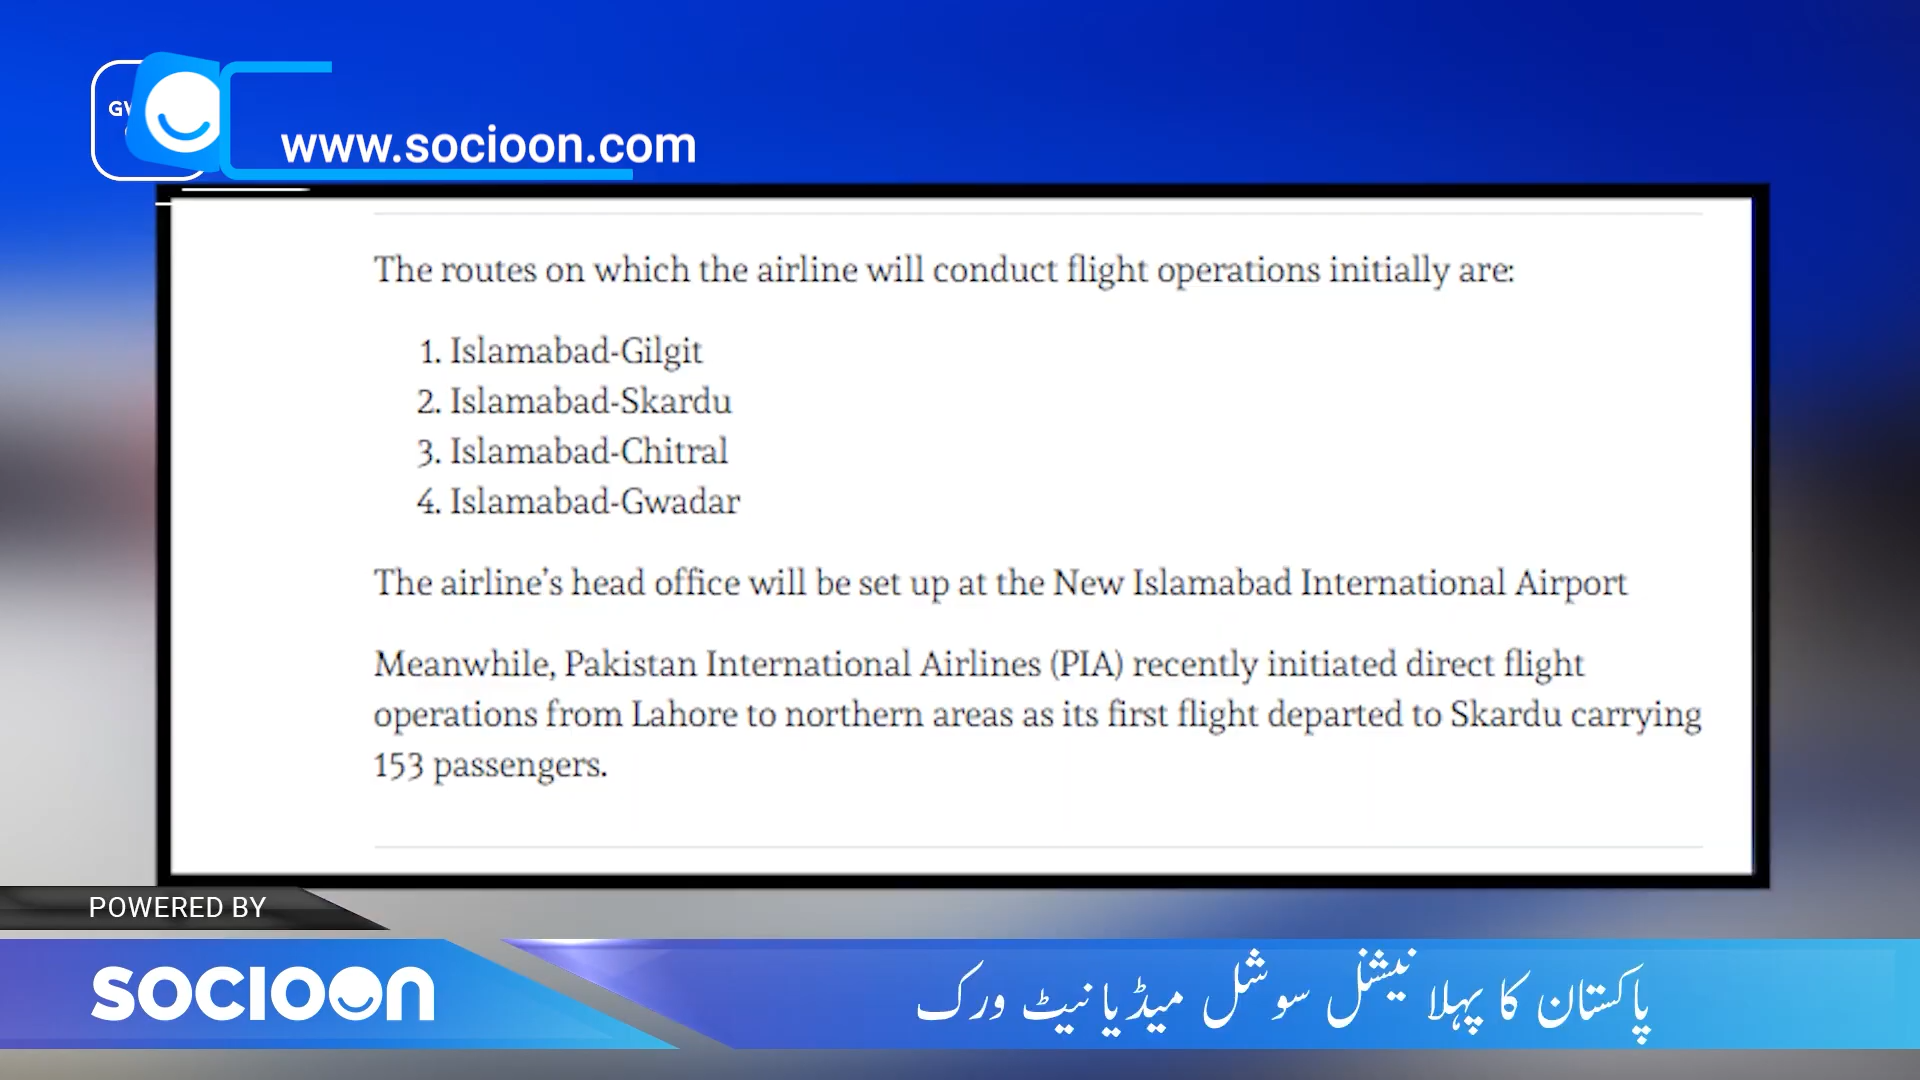 www.socioon.com
The routes on which the airline will conduct flight operations initially are:
1. Islamabad-Gilgit
2. Islamabad-Skardu
3. Islamabad-Chitral
4. Islamabad-Gwadar
The airline's head office will be set up at the New Islamabad International Airport
Meanwhile, Pakistan International Airlines (PIA) recently initiated direct flight
operations from Lahore to northern areas as its first flight departed to Skardu carrying
153 passengers.
POWERED BY
SOCIOON
پاکستان کا پہلا نیشنل سوشل میڈیا نیٹ ورک